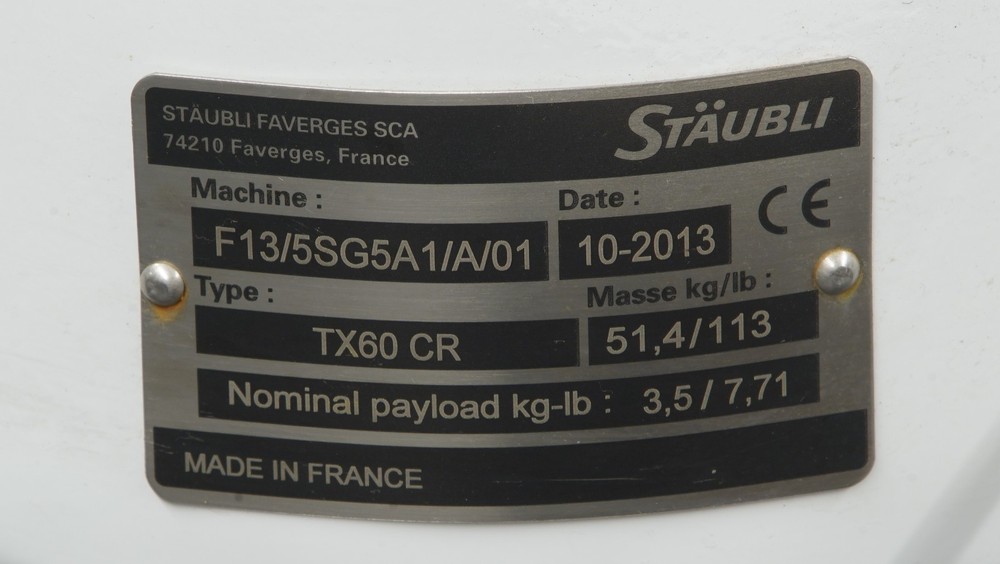 STÄUBLI FAVERGES SCA
74210 Faverges, France
STÄUBLI
Machine :
Date :
CE
F13/5SG5A1/A/01
10-2013
Type :
Masse kg/lb :
TX60 CR
51,4/113
Nominal payload kg-lb : 3,5 / 7,71
MADE IN FRANCE